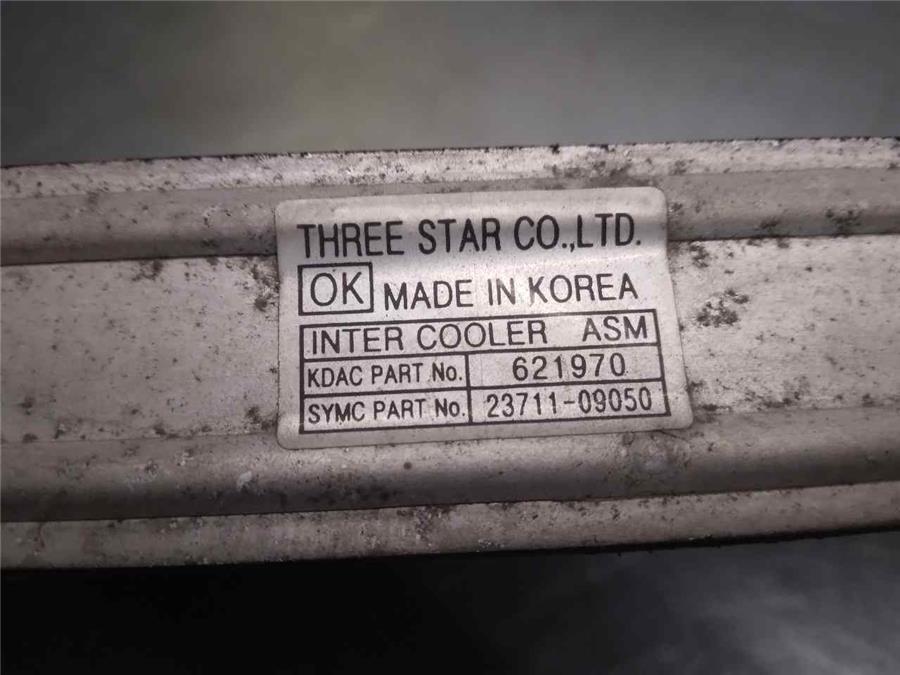 THREE STAR CO.,LTD.
OK MADE IN KOREA
INTER COOLER ASM
KDAC PART No. 621970
SYMC PART No. 23711-09050